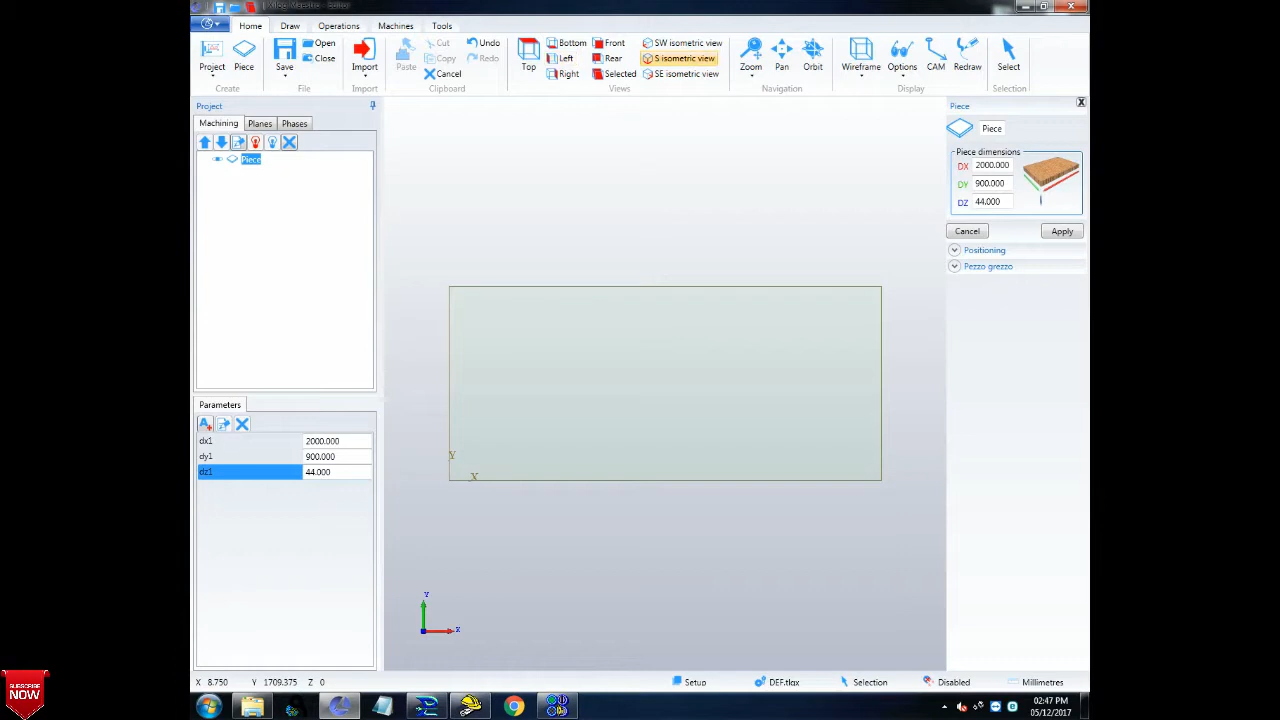 Xilog Maestro - Editor
Home Draw Operations Machines Tools
Project Piece Save Open Close Import Paste Cut Copy Cancel Undo Redo
Top Bottom Left Right Front Rear Selected SW isometric view S isometric view SE isometric view
Zoom Pan Orbit Wireframe Options CAM Redraw Select
Create File Import Clipboard Views Navigation Display Selection
Project
Machining Planes Phases
Piece
Parameters
dx1 2000.000
dy1 900.000
dz1 44.000
Y
X
Y
X
Piece
Piece
Piece dimensions
DX 2000.000
DY 900.000
DZ 44.000
Cancel Apply
Positioning
Pezzo grezzo
X 8.750 Y 1709.375 Z 0 Setup DEF.tlgx Selection Disabled Millimetres
SUBSCRIBE
NOW
02:47 PM
05/12/2017